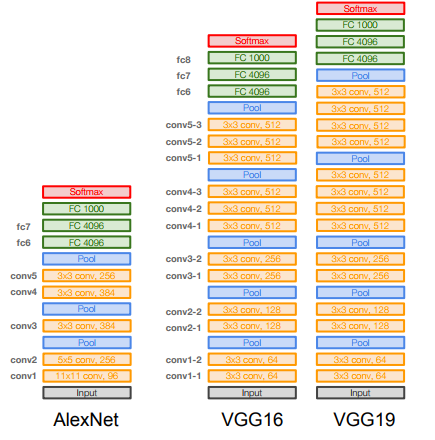 Softmax
FC 1000
fc7 FC 4096
fc6 FC 4096
Pool
conv5 3x3 conv, 256
conv4 3x3 conv, 384
Pool
conv3 3x3 conv, 384
Pool
conv2 5x5 conv, 256
conv1 11x11 conv, 96
Input
AlexNet
Softmax
fc8 FC 1000
fc7 FC 4096
fc6 FC 4096
Pool
conv5-3 3x3 conv, 512
conv5-2 3x3 conv, 512
conv5-1 3x3 conv, 512
Pool
conv4-3 3x3 conv, 512
conv4-2 3x3 conv, 512
conv4-1 3x3 conv, 512
Pool
conv3-2 3x3 conv, 256
conv3-1 3x3 conv, 256
Pool
conv2-2 3x3 conv, 128
conv2-1 3x3 conv, 128
Pool
conv1-2 3x3 conv, 64
conv1-1 3x3 conv, 64
Input
VGG16
Softmax
FC 1000
FC 4096
FC 4096
Pool
3x3 conv, 512
3x3 conv, 512
3x3 conv, 512
3x3 conv, 512
Pool
3x3 conv, 512
3x3 conv, 512
3x3 conv, 512
3x3 conv, 512
Pool
3x3 conv, 256
3x3 conv, 256
Pool
3x3 conv, 128
3x3 conv, 128
Pool
3x3 conv, 64
3x3 conv, 64
Input
VGG19